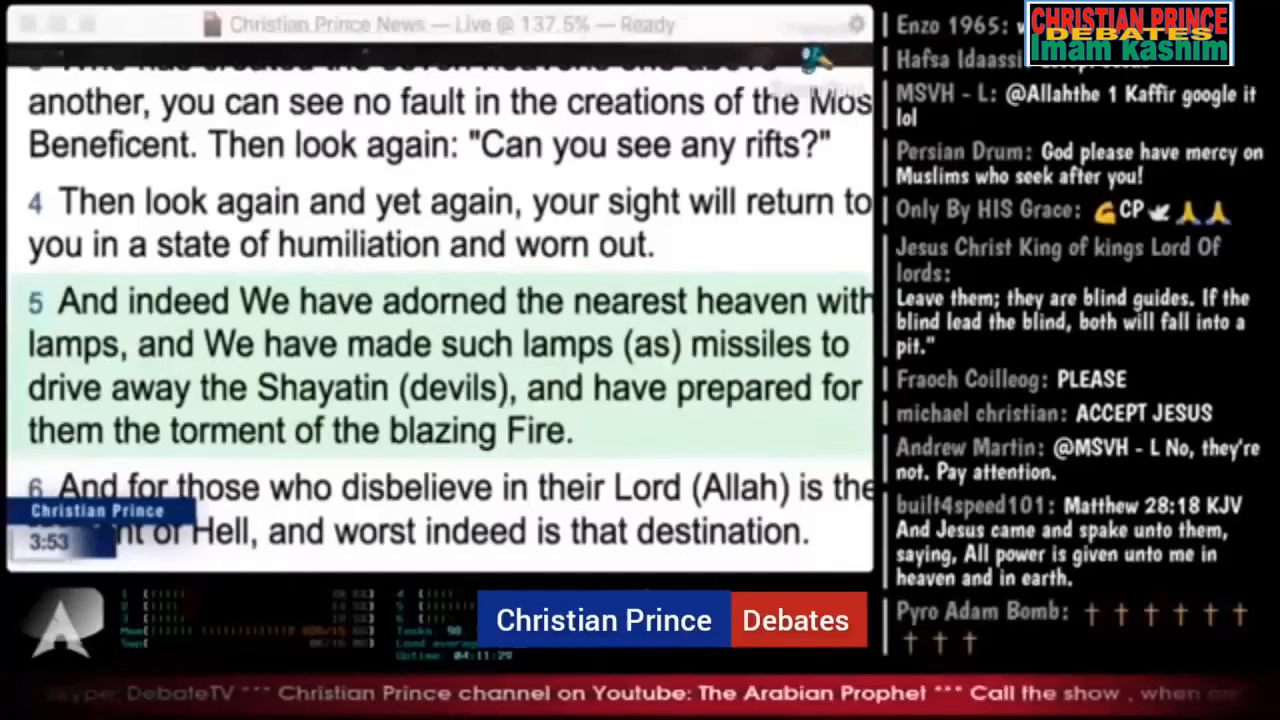 Christian Prince News — Live @ 137.5% — Ready
another, you can see no fault in the creations of the Mos
Beneficent. Then look again: "Can you see any rifts?"
4 Then look again and yet again, your sight will return to
you in a state of humiliation and worn out.
5 And indeed We have adorned the nearest heaven with
lamps, and We have made such lamps (as) missiles to
drive away the Shayatin (devils), and have prepared for
them the torment of the blazing Fire.
6 And for those who disbelieve in their Lord (Allah) is the
nt of Hell, and worst indeed is that destination.
Christian Prince
3:53
CHRISTIAN PRINCE
DEBATES
Imam kashim
Enzo 1965:
Hafsa Idaassi
MSVH - L: @Allahthe 1 Kaffir google it
lol
Persian Drum: God please have mercy on
Muslims who seek after you!
Only By HIS Grace: 💪CP🕊🙏🙏
Jesus Christ King of kings Lord Of
lords:
Leave them; they are blind guides. If the
blind lead the blind, both will fall into a
pit."
Fraoch Coilleog: PLEASE
michael christian: ACCEPT JESUS
Andrew Martin: @MSVH - L No, they're
not. Pay attention.
built4speed101: Matthew 28:18 KJV
And Jesus came and spake unto them,
saying, All power is given unto me in
heaven and in earth.
Pyro Adam Bomb: ✝ ✝ ✝ ✝ ✝ ✝
✝ ✝ ✝
Christian Prince Debates
Uptime: 04:11:29
skype: DebateTV *** Christian Prince channel on Youtube: The Arabian Prophet *** Call the show , when